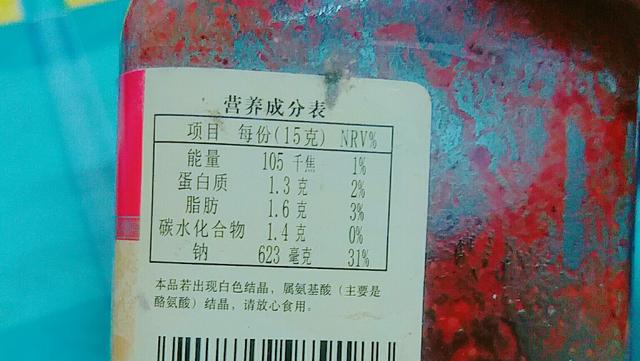 营养成分表
项目 每份(15克) NRV%
能量 105 千焦 1%
蛋白质 1.3 克 2%
脂肪 1.6 克 3%
碳水化合物 1.4 克 0%
钠 623 毫克 31%
本品若出现白色结晶，属氨基酸（主要是
酪氨酸）结晶，请放心食用。